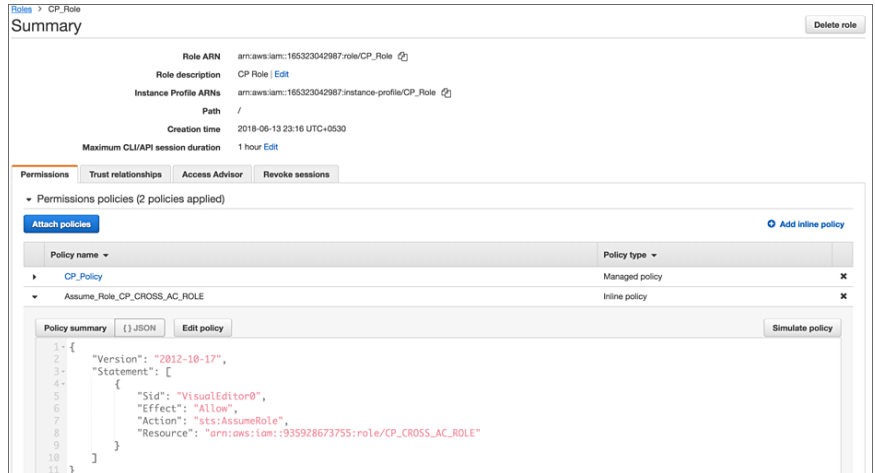 Roles > CP_Role
Summary
Delete role
Role ARN arn:aws:iam::165323042987:role/CP_Role
Role description CP Role | Edit
Instance Profile ARNs arn:aws:iam::165323042987:instance-profile/CP_Role
Path /
Creation time 2018-06-13 23:16 UTC+0530
Maximum CLI/API session duration 1 hour Edit
Permissions Trust relationships Access Advisor Revoke sessions
Permissions policies (2 policies applied)
Attach policies Add inline policy
Policy name Policy type
CP_Policy Managed policy
Assume_Role_CP_CROSS_AC_ROLE Inline policy
Policy summary {} JSON Edit policy Simulate policy
1 {
2 "Version": "2012-10-17",
3 "Statement": [
4 {
5 "Sid": "VisualEditor0",
6 "Effect": "Allow",
7 "Action": "sts:AssumeRole",
8 "Resource": "arn:aws:iam::935928673755:role/CP_CROSS_AC_ROLE"
9 }
10 ]
11 }